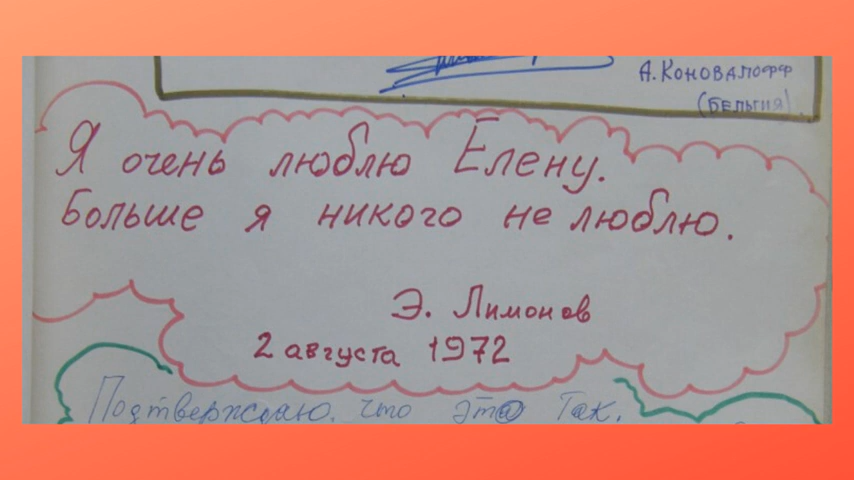 А. Коновалофф
(Бельгия)
Я очень люблю Елену.
Больше я никого не люблю.
Э. Лимонов
2 августа 1972
Подтверждаю, что это так.